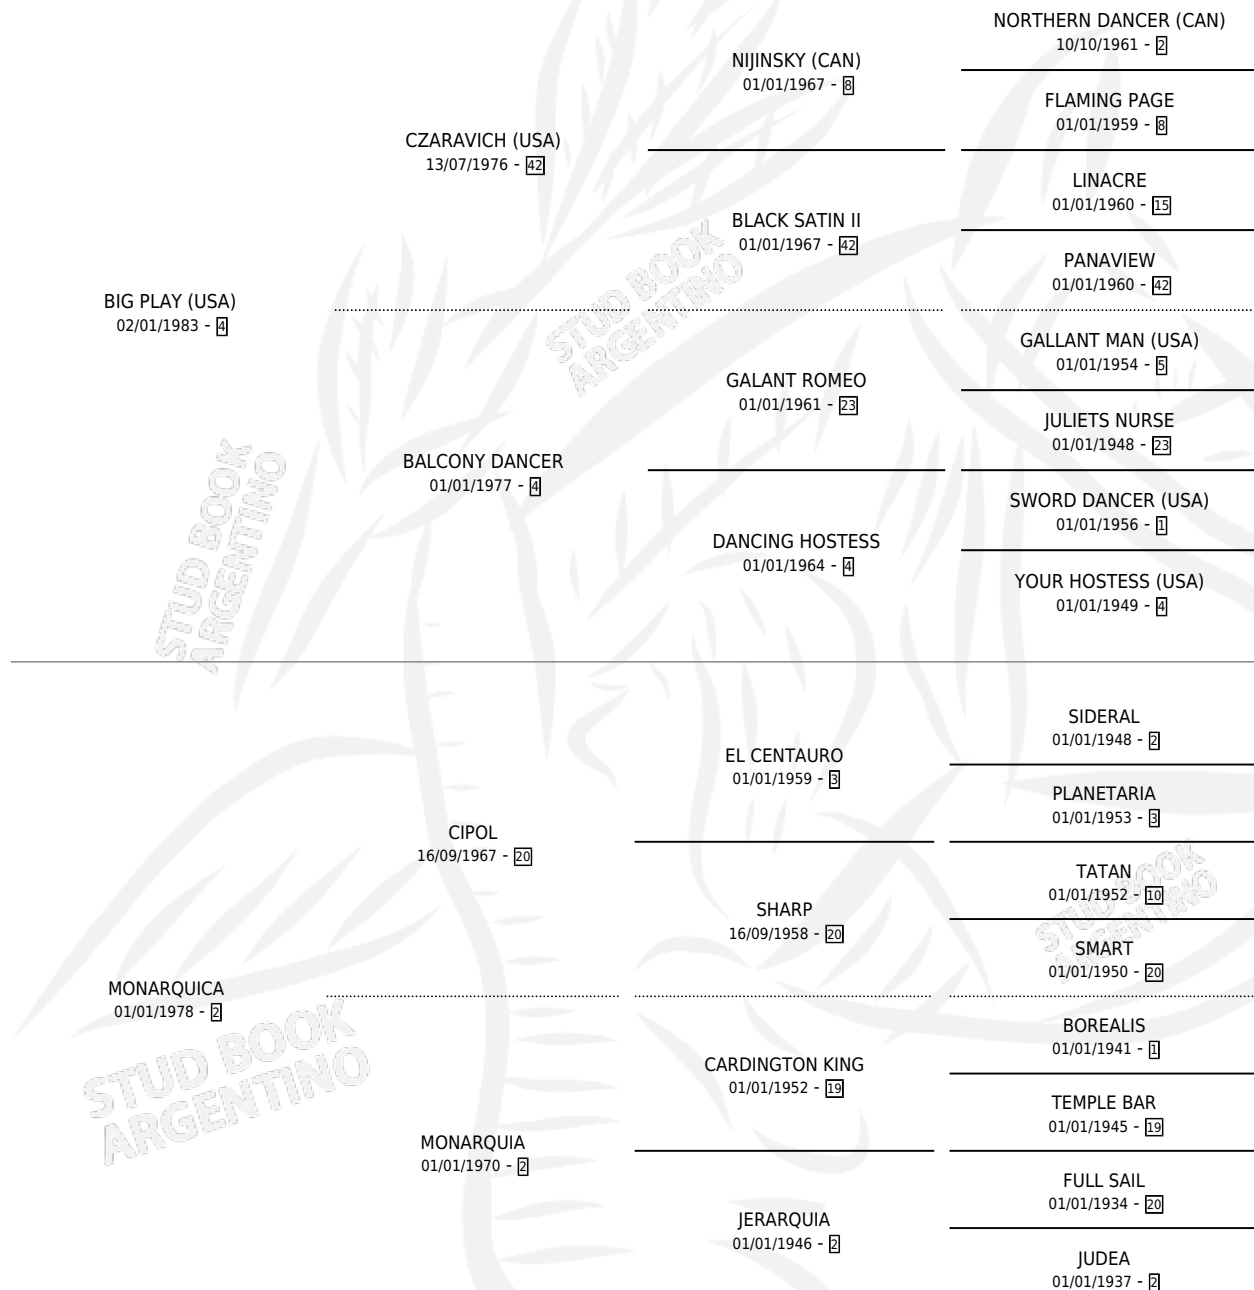 NORTHERN DANCER (CAN)
10/10/1961 - 2
NIJINSKY (CAN)
01/01/1967 - 8
FLAMING PAGE
01/01/1959 - 8
CZARAVICH (USA)
13/07/1976 - 42
LINACRE
01/01/1960 - 15
BLACK SATIN II
01/01/1967 - 42
PANAVIEW
01/01/1960 - 42
BIG PLAY (USA)
02/01/1983 - 4
STUD BOOK
ARGENTINO
GALLANT MAN (USA)
01/01/1954 - 5
GALANT ROMEO
01/01/1961 - 23
JULIETS NURSE
01/01/1948 - 23
BALCONY DANCER
01/01/1977 - 4
SWORD DANCER (USA)
01/01/1956 - 1
DANCING HOSTESS
01/01/1964 - 4
YOUR HOSTESS (USA)
01/01/1949 - 4
STUD BOOK
ARGENTINO
SIDERAL
01/01/1948 - 2
EL CENTAURO
01/01/1959 - 3
PLANETARIA
01/01/1953 - 3
CIPOL
16/09/1967 - 20
TATAN
01/01/1952 - 10
SHARP
16/09/1958 - 20
SMART
01/01/1950 - 20
STUD BOOK
ARGENTINO
MONARQUICA
01/01/1978 - 2
STUD BOOK
ARGENTINO
BOREALIS
01/01/1941 - 1
CARDINGTON KING
01/01/1952 - 19
TEMPLE BAR
01/01/1945 - 19
MONARQUIA
01/01/1970 - 2
FULL SAIL
01/01/1934 - 20
JERARQUIA
01/01/1946 - 2
JUDEA
01/01/1937 - 2